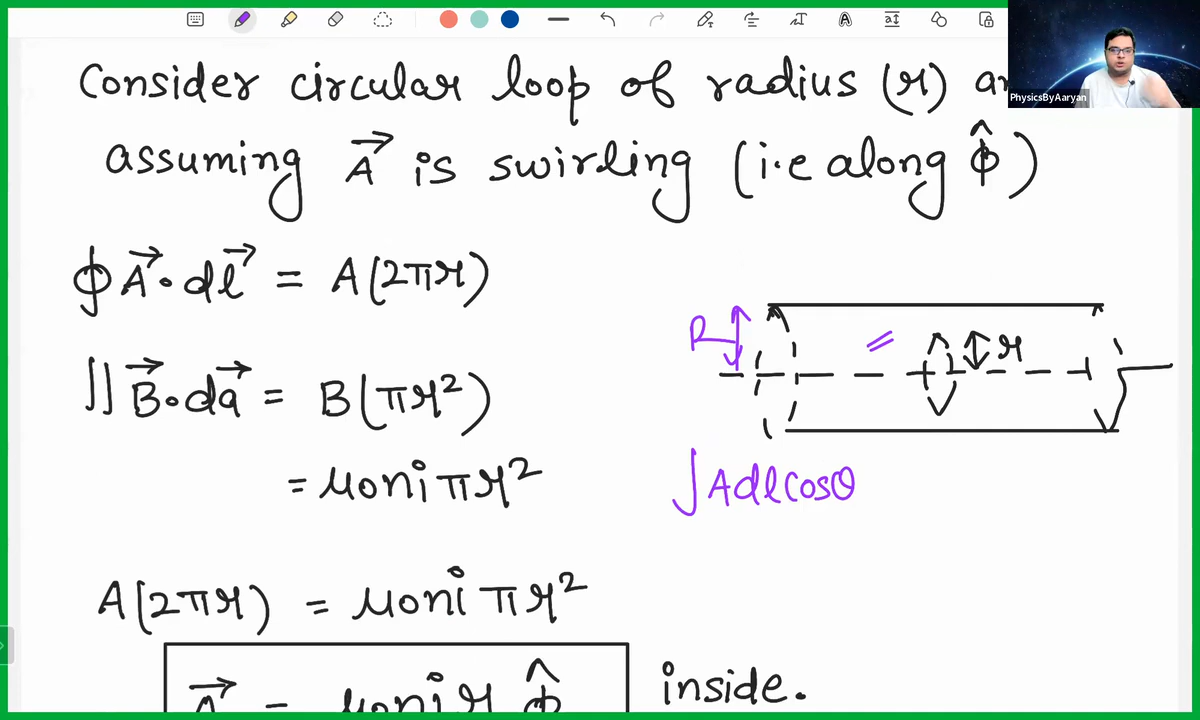 Consider circular loop of radius (r) a
PhysicsByAaryan
assuming A⃗ is swirling (i.e along ϕ̂)
∮A⃗·dl⃗ = A(2πr)
∬B⃗·da⃗ = B(πr²)
= μ0niπr²
R
r
∫Adlcosθ
A(2πr) = μ0niπr²
A⃗ = μ0nir ϕ̂ inside.